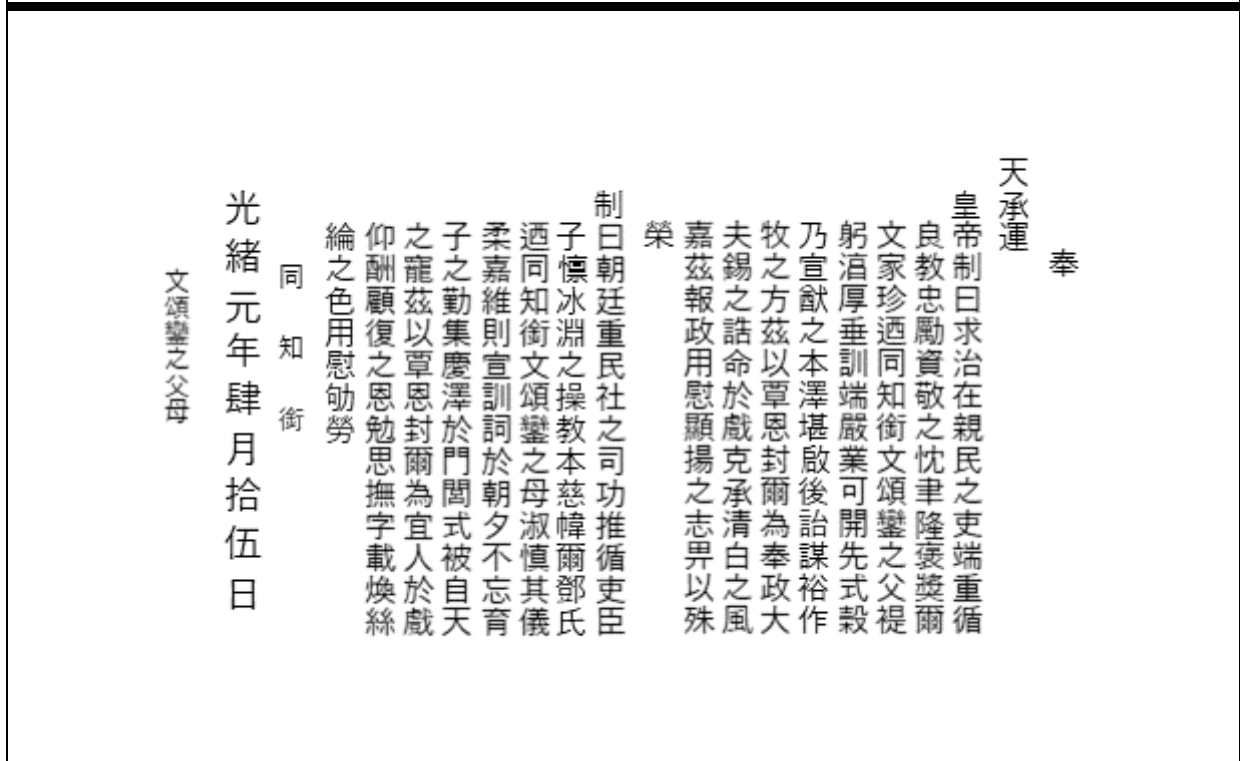 奉
天承運
皇帝制曰求治在親民之吏端重循
良教忠勵資敬之忱聿隆褒獎爾
文家珍迺同知銜文頌鑾之父禔
躬滀厚垂訓端嚴業可開先式穀
乃宣猷之本澤堪啟後詒謀裕作
牧之方茲以覃恩封爾為奉政大
夫錫之誥命於戲克承清白之風
嘉茲報政用慰顯揚之志畀以殊
榮
制曰朝廷重民社之司功推循吏臣
子懍冰淵之操教本慈幃爾鄧氏
迺同知銜文頌鑾之母淑慎其儀
柔嘉維則宣訓詞於朝夕不忘育
子之勤集慶澤於門閭式被自天
之寵茲以覃恩封爾為宜人於戲
仰酬顧復之恩勉思撫字載煥絲
綸之色用慰劬勞
同知銜
光緒元年肆月拾伍日
文頌鑾之父母